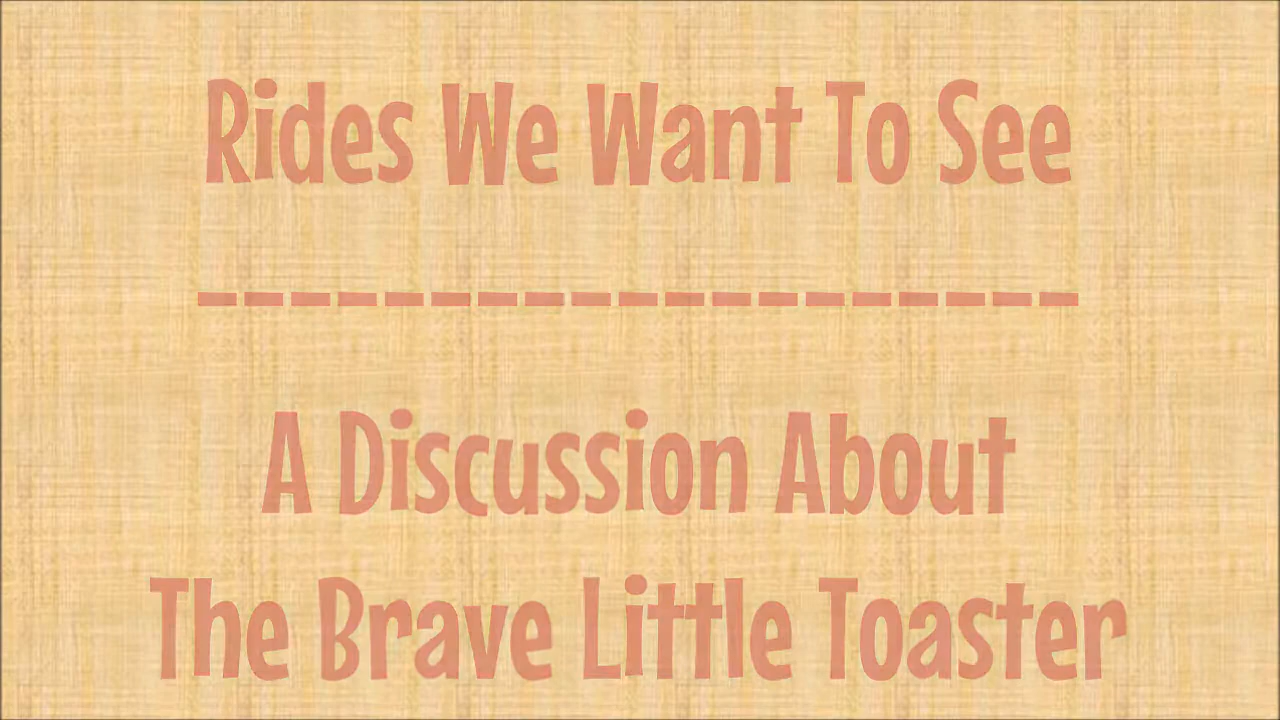 Rides We Want To See
-------------------
A Discussion About
The Brave Little Toaster